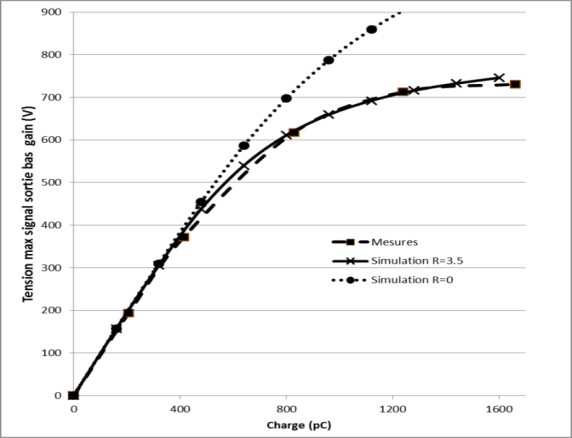 Tension max signal sortie bas gain (V)
900
800
700
600
500
400
300
200
100
0
Mesures
Simulation R=3.5
Simulation R=0
0 400 800 1200 1600
Charge (pC)